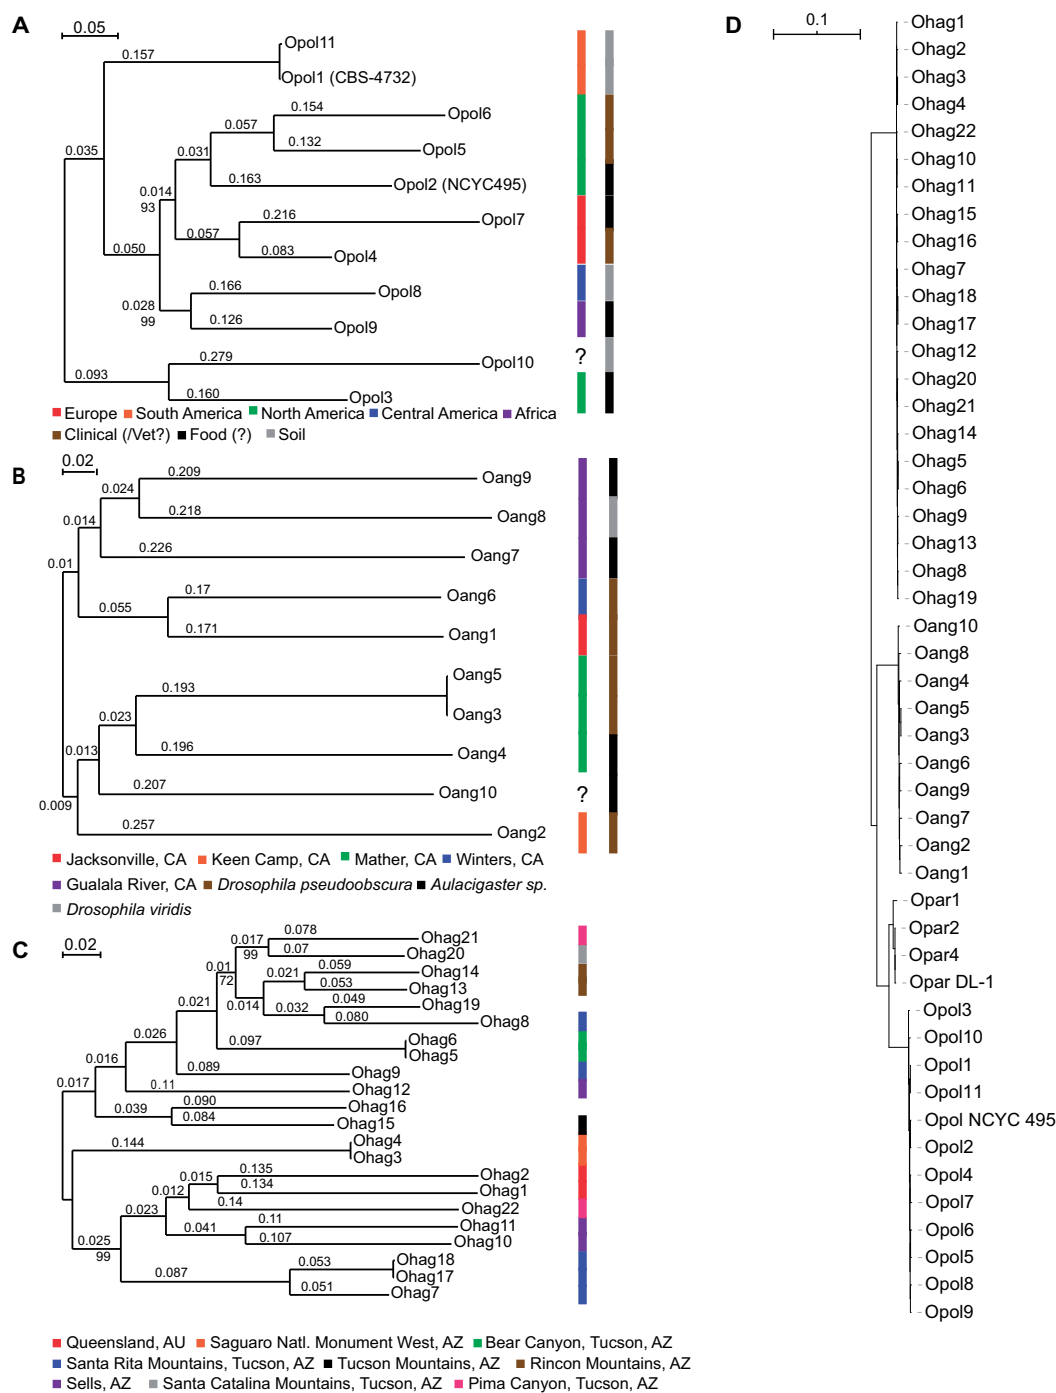 A
0.05
Opol11
0.157
Opol1 (CBS-4732)
0.154
Opol6
0.057
0.132
Opol5
0.031
0.035
0.163
Opol2 (NCYC495)
0.014
93
0.216
Opol7
0.057
0.083
Opol4
0.050
0.166
Opol8
0.028
99
0.126
Opol9
0.279
Opol10
?
0.093
0.160
Opol3
Europe South America North America Central America Africa
Clinical (/Vet?) Food (?) Soil
B
0.02
0.209
Oang9
0.024
0.218
Oang8
0.014
0.226
Oang7
0.01
0.17
Oang6
0.055
0.171
Oang1
Oang5
0.193
Oang3
0.023
0.196
Oang4
0.013
0.207
Oang10
?
0.009
0.257
Oang2
Jacksonville, CA Keen Camp, CA Mather, CA Winters, CA
Gualala River, CA Drosophila pseudoobscura Aulacigaster sp.
Drosophila viridis
C
0.02
0.078
Ohag21
0.017
99
0.07
Ohag20
0.01
72
0.059
Ohag14
0.021
0.053
Ohag13
0.014
0.049
Ohag19
0.032
0.080
Ohag8
0.021
Ohag6
0.097
Ohag5
0.026
0.089
Ohag9
0.016
0.11
Ohag12
0.017
0.090
Ohag16
0.039
0.084
Ohag15
Ohag4
0.144
Ohag3
0.135
Ohag2
0.015
0.134
Ohag1
0.012
0.14
Ohag22
0.023
0.11
Ohag11
0.041
0.107
Ohag10
0.025
99
0.053
Ohag18
Ohag17
0.087
0.051
Ohag7
Queensland, AU Saguaro Natl. Monument West, AZ Bear Canyon, Tucson, AZ
Santa Rita Mountains, Tucson, AZ Tucson Mountains, AZ Rincon Mountains, AZ
Sells, AZ Santa Catalina Mountains, Tucson, AZ Pima Canyon, Tucson, AZ
D
0.1
Ohag1
Ohag2
Ohag3
Ohag4
Ohag22
Ohag10
Ohag11
Ohag15
Ohag16
Ohag7
Ohag18
Ohag17
Ohag12
Ohag20
Ohag21
Ohag14
Ohag5
Ohag6
Ohag9
Ohag13
Ohag8
Ohag19
Oang10
Oang8
Oang4
Oang5
Oang3
Oang6
Oang9
Oang7
Oang2
Oang1
Opar1
Opar2
Opar4
Opar DL-1
Opol3
Opol10
Opol1
Opol11
Opol NCYC 495
Opol2
Opol4
Opol7
Opol6
Opol5
Opol8
Opol9